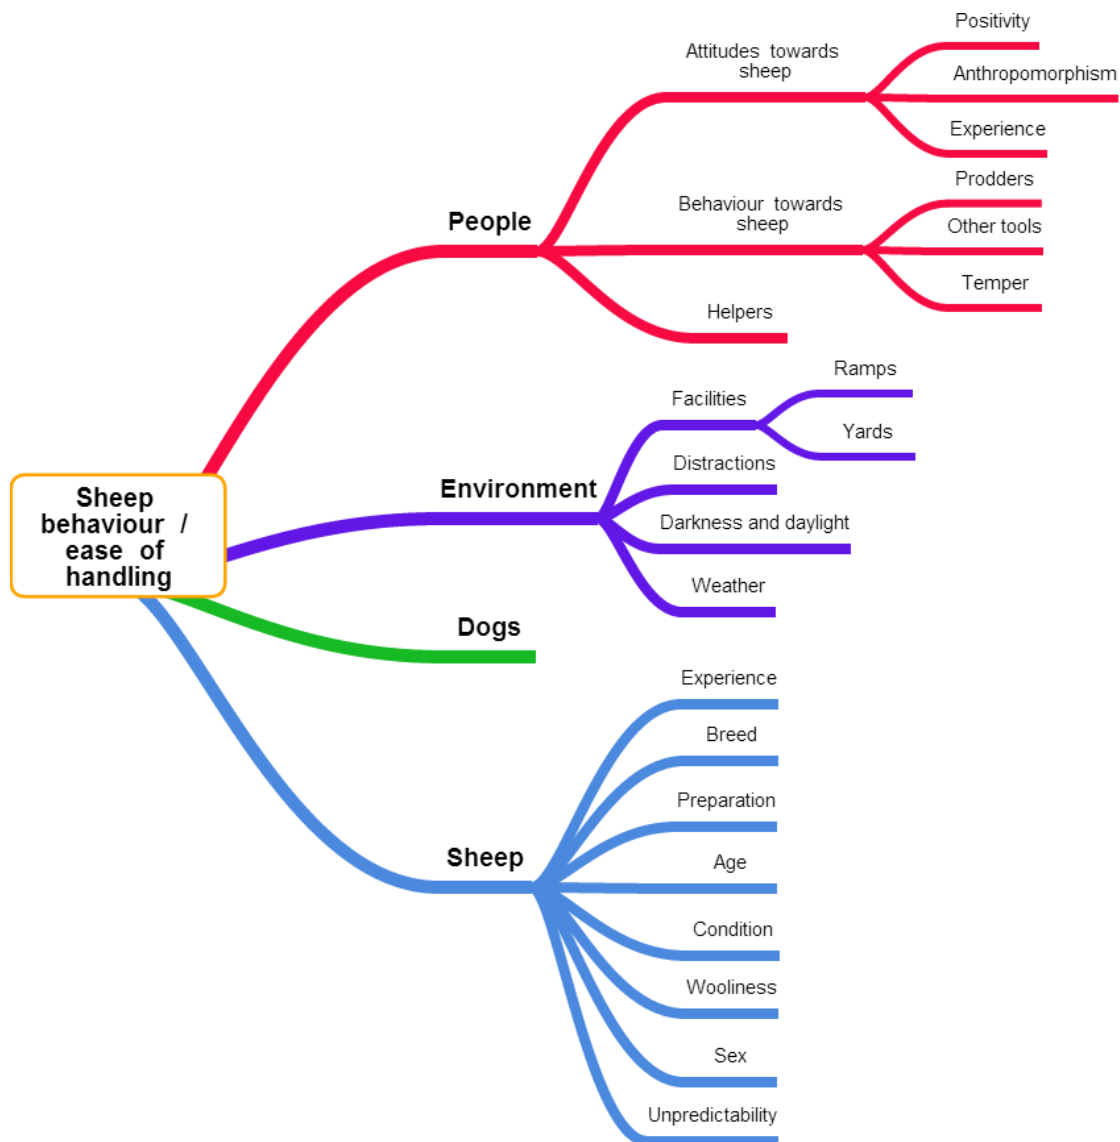 Positivity
Attitudes towards
sheep
Anthropomorphism
Experience
Prodders
People
Behaviour towards
sheep
Other tools
Temper
Helpers
Ramps
Facilities
Yards
Distractions
Environment
Darkness and daylight
Weather
Sheep
behaviour /
ease of
handling
Dogs
Experience
Breed
Preparation
Sheep
Age
Condition
Wooliness
Sex
Unpredictability